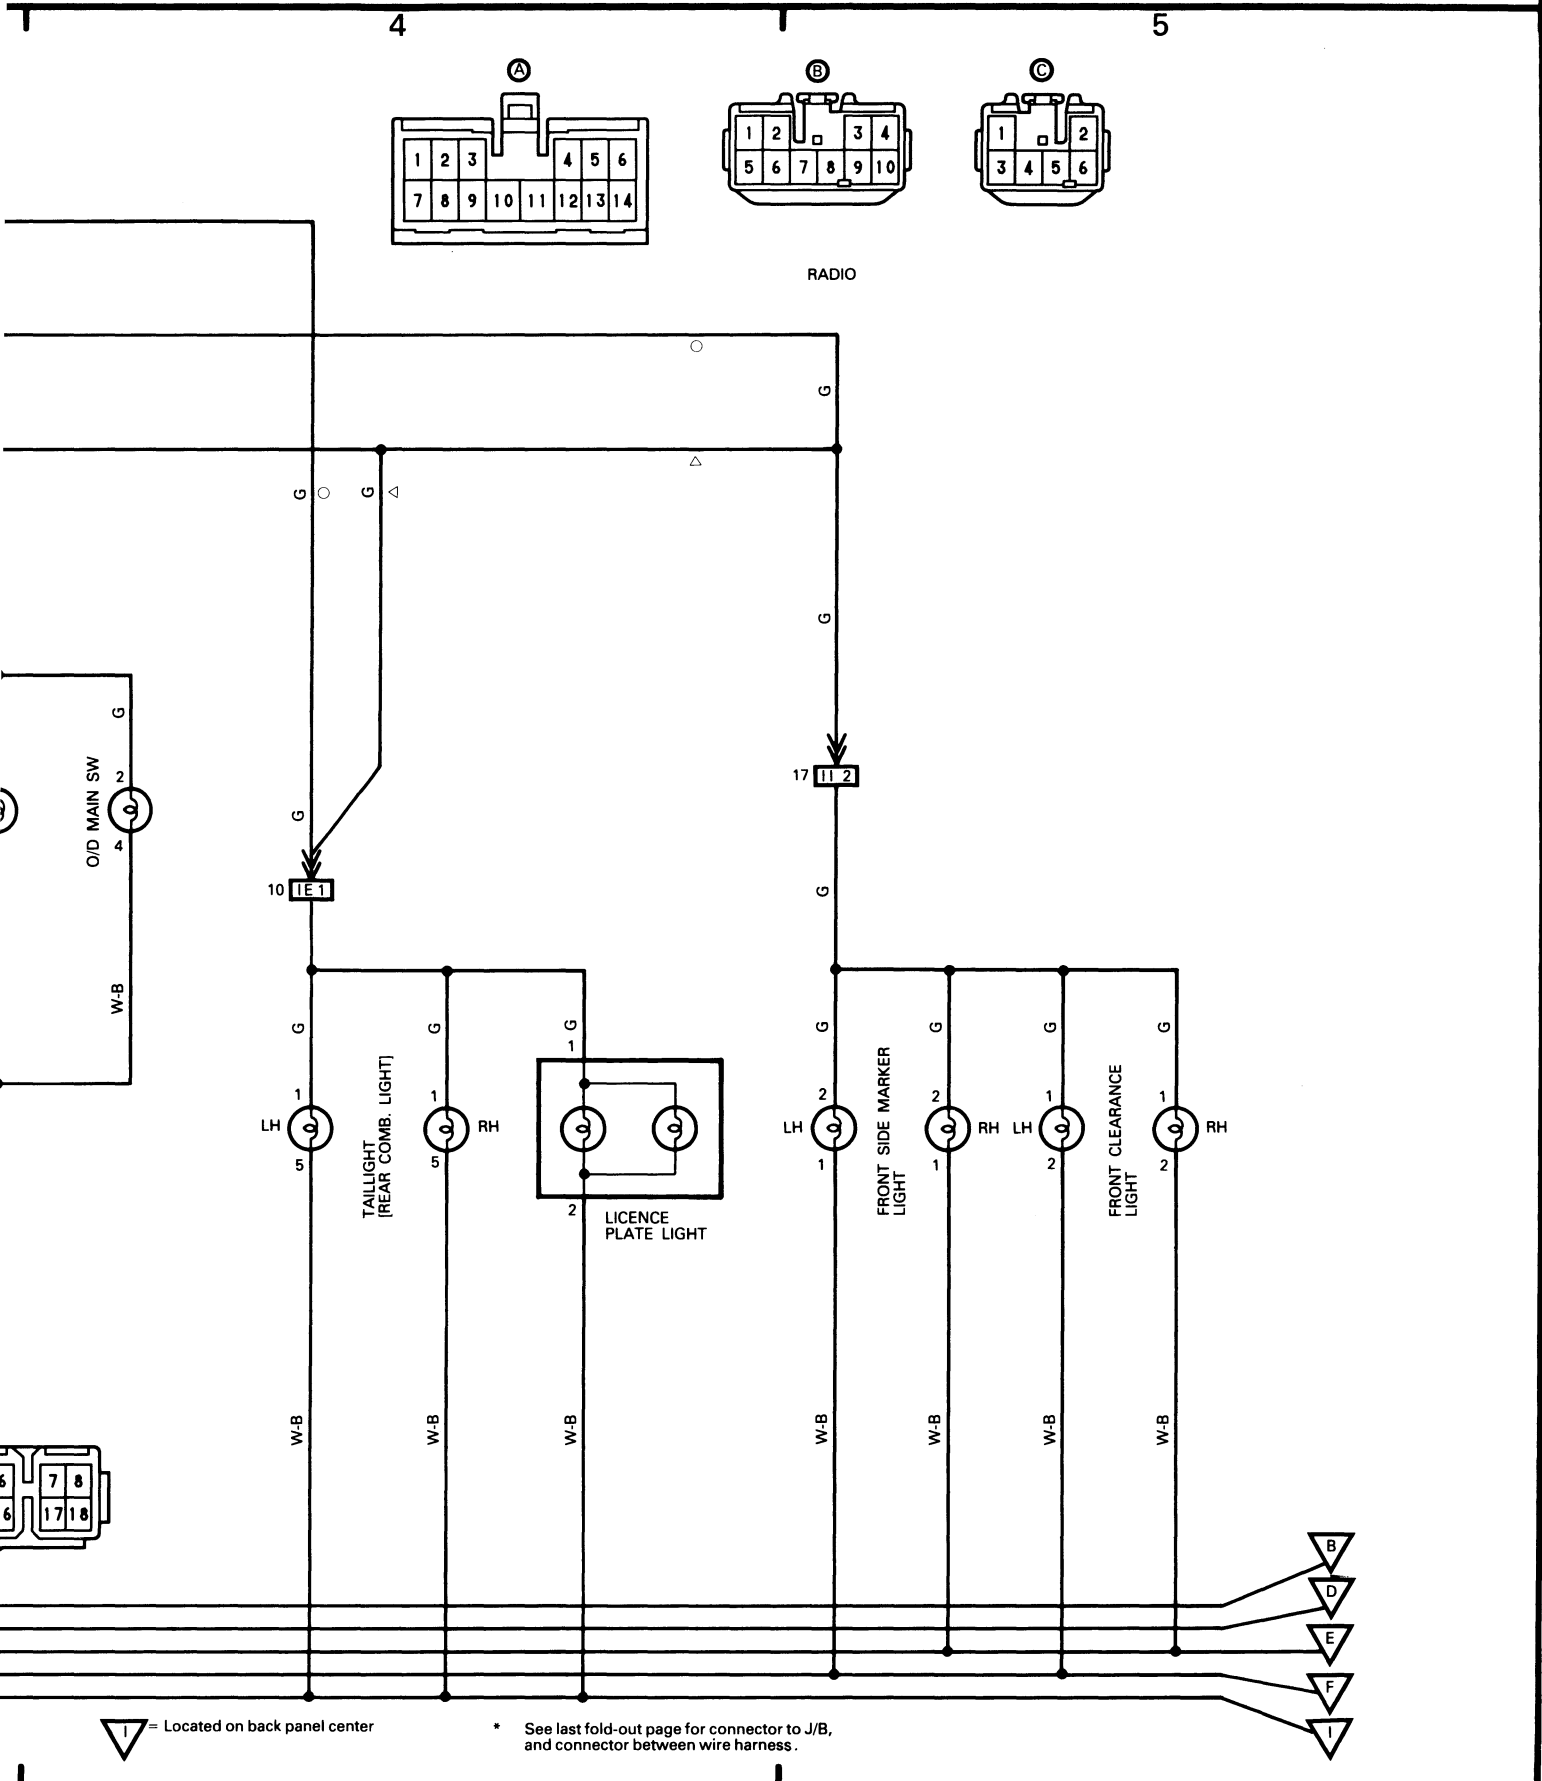 4
5
A
B
C
1 2 3 4 5 6
7 8 9 10 11 12 13 14
1 2 3 4
5 6 7 8 9 10
1 2
3 4 5 6
RADIO
G
G
G
G
G
2
O/D MAIN SW
4
17 II 2
G
10 IE1
G
W-B
G
G
G
1
G
G
G
G
1
LH
5
TAILLIGHT
[REAR COMB. LIGHT]
1
RH
5
2
LICENCE
PLATE LIGHT
2
LH
1
FRONT SIDE MARKER
LIGHT
2
RH
1
LH
1
2
FRONT CLEARANCE
LIGHT
1
RH
2
W-B
W-B
W-B
W-B
W-B
W-B
W-B
6 7 8
6 17 18
B
D
E
F
I
I = Located on back panel center
* See last fold-out page for connector to J/B,
and connector between wire harness.